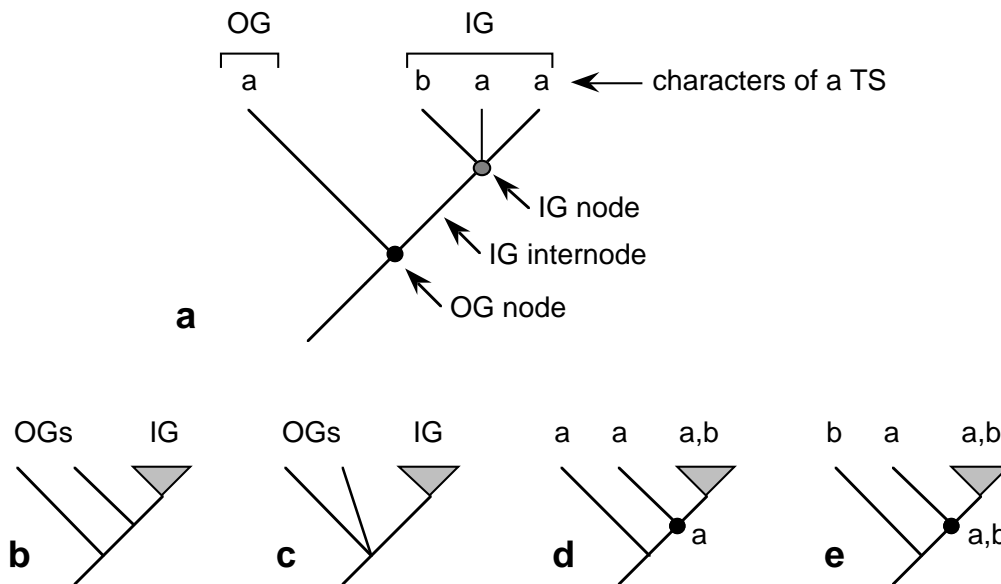 OG IG
a b a a characters of a TS
IG node
IG internode
OG node
a
OGs IG OGs IG a a a,b b a a,b
b c d a e a,b